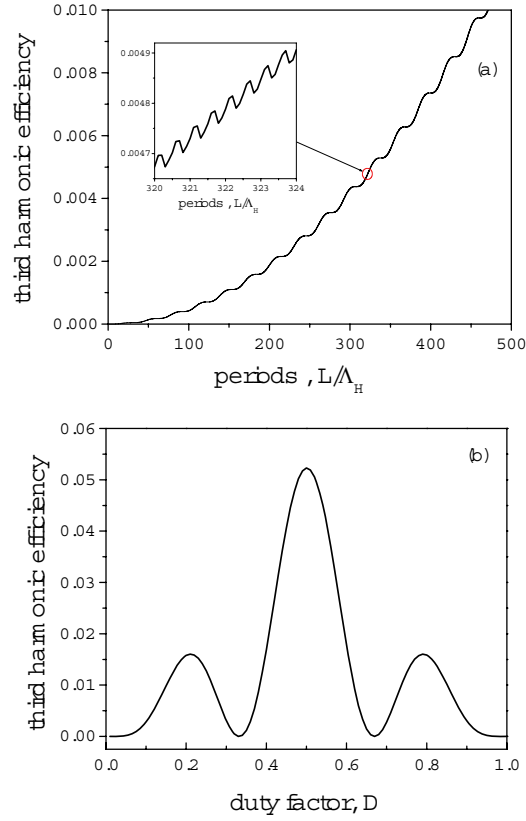 0.010
0.008
0.006
0.004
0.002
0.000
third harmonic efficiency
(a)
0.0049
0.0048
0.0047
320 321 322 323 324
periods, L/Λ_H
0 100 200 300 400 500
periods, L/Λ_H
0.06
0.05
0.04
0.03
0.02
0.01
0.00
third harmonic efficiency
(b)
0.0 0.2 0.4 0.6 0.8 1.0
duty factor, D